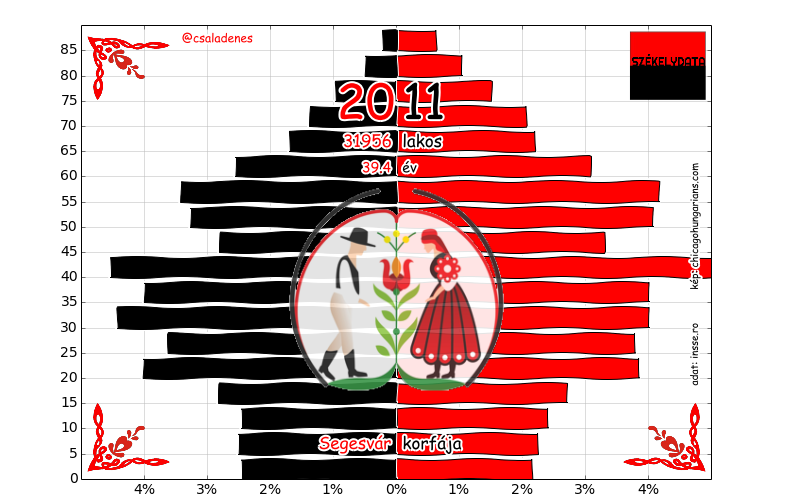 @csaladenes
SZÉKELYDATA
2011
31956 lakos
39.4 év
kép: chicagohungarians.com
adat: insse.ro
Segesvár korfája
85
80
75
70
65
60
55
50
45
40
35
30
25
20
15
10
5
0
4% 3% 2% 1% 0% 1% 2% 3% 4%